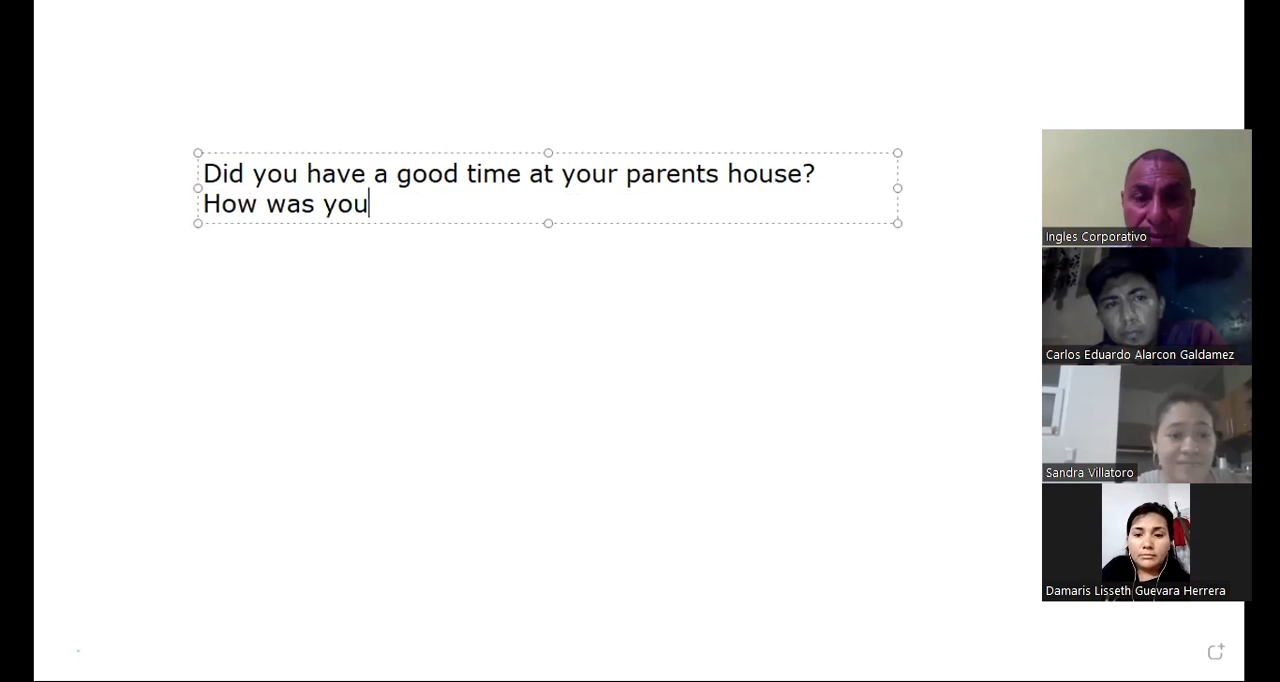 Did you have a good time at your parents house?
How was you
Ingles Corporativo
Carlos Eduardo Alarcon Galdamez
Sandra Villatoro
Damaris Lisseth Guevara Herrera